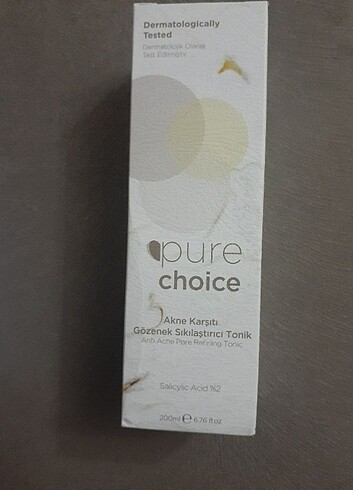 Dermatologically
Tested
Dermatolojik Olarak
Test Edilmiştir
pure
choice
Akne Karşıtı
Gözenek Sıkılaştırıcı Tonik
Anti Acne Pore Refining Tonic
Salicylic Acid %2
200ml ℮ 6.76 fl.oz